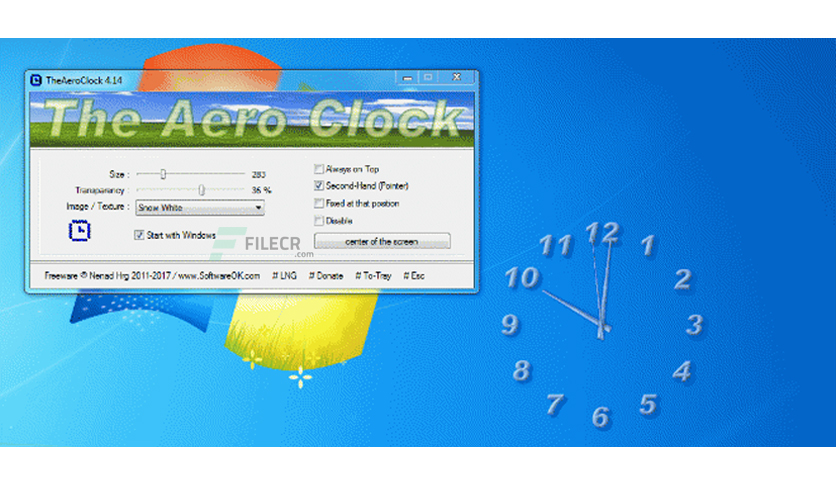 TheAeroClock 4.14
The Aero Clock
Size : 283
Transparency : 36 %
Image / Texture : Snow White
Start with Windows
Always on Top
Second-Hand (Pointer)
Fixed at that position
Disable
center of the screen
FILECR
.com
Freeware © Nenad Hrg 2011-2017 / www.SoftwareOK.com # LNG # Donate # To-Tray # Esc
12
1
2
3
4
5
6
7
8
9
10
11